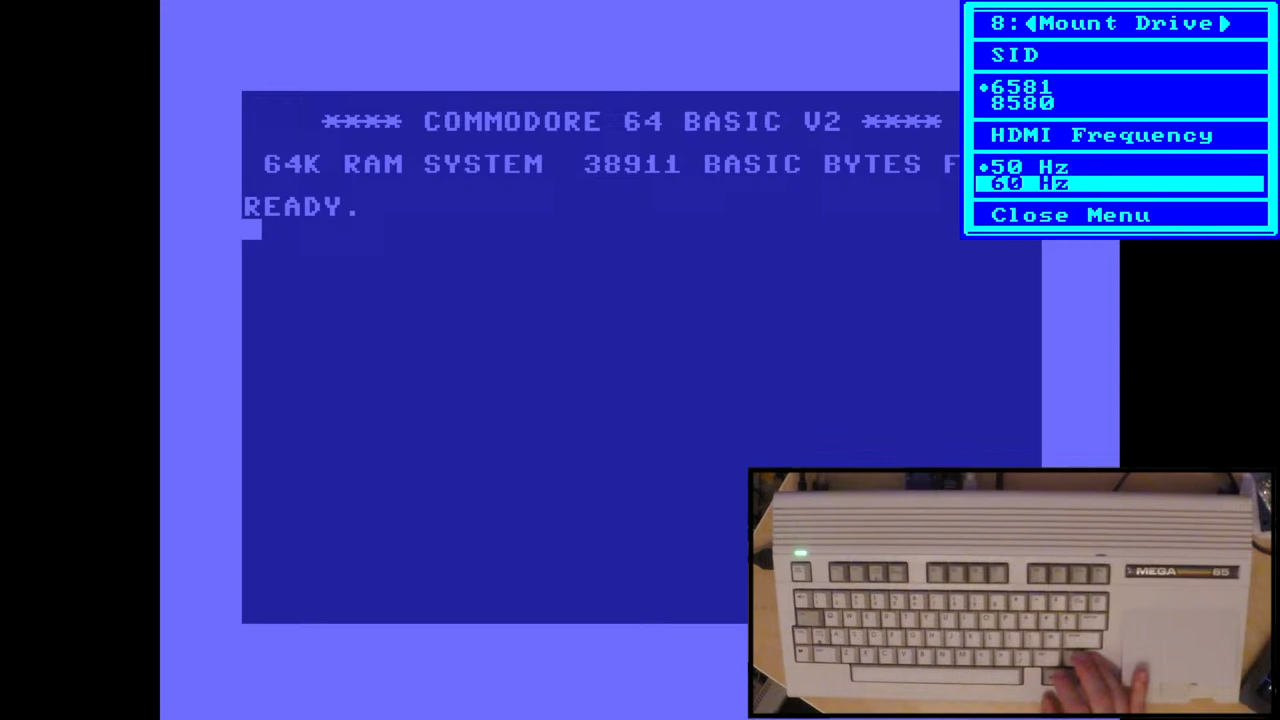 **** COMMODORE 64 BASIC V2 ****
64K RAM SYSTEM 38911 BASIC BYTES F
READY.
8:◀Mount Drive▶
SID
•6581
8580
HDMI Frequency
•50 Hz
60 Hz
Close Menu
MEGA 65